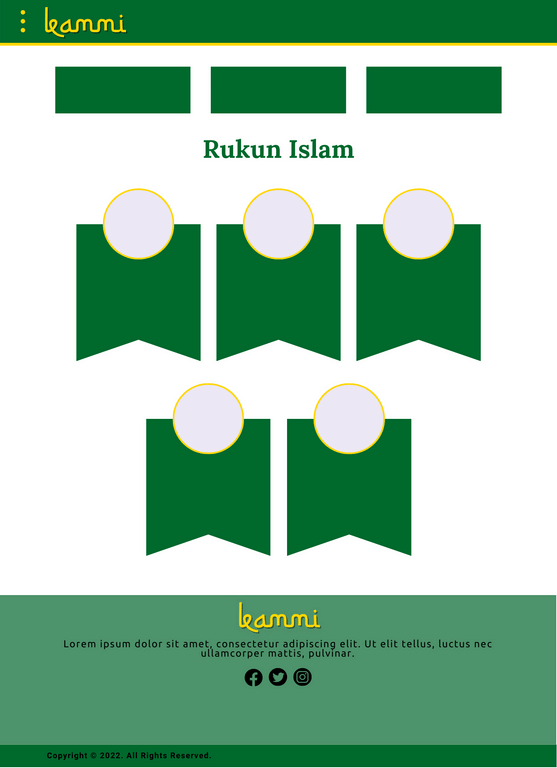 kammi
Rukun Islam
kammi
Lorem ipsum dolor sit amet, consectetur adipiscing elit. Ut elit tellus, luctus nec
ullamcorper mattis, pulvinar.
Copyright © 2022. All Rights Reserved.